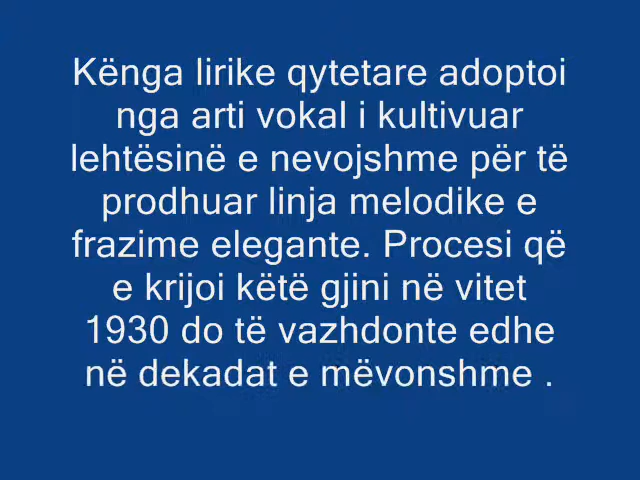 Kënga lirike qytetare adoptoi
nga arti vokal i kultivuar
lehtësinë e nevojshme për të
prodhuar linja melodike e
frazime elegante. Procesi që
e krijoi këtë gjini në vitet
1930 do të vazhdonte edhe
në dekadat e mëvonshme .